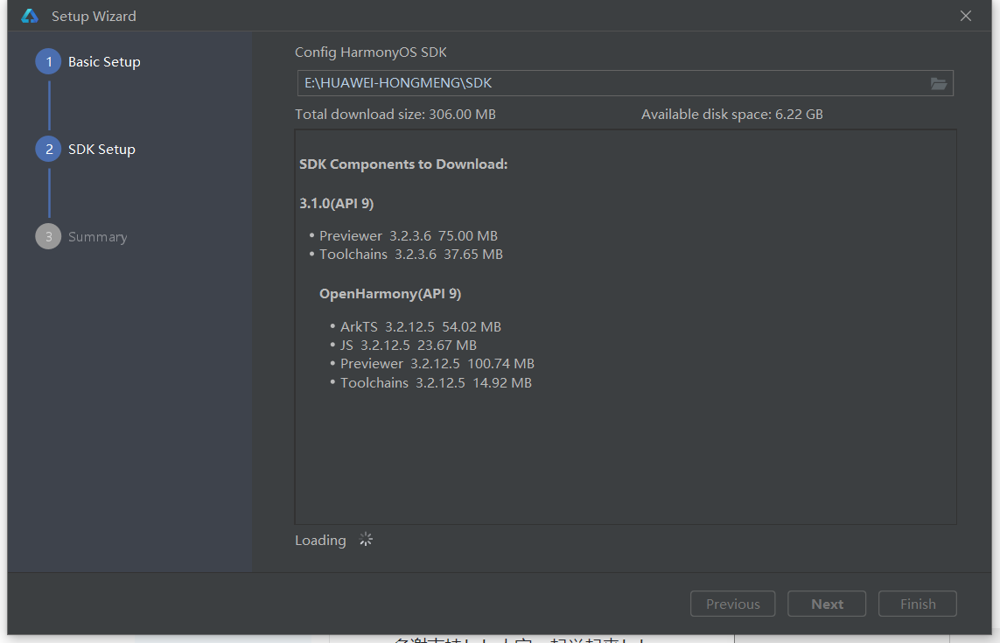 Setup Wizard
1 Basic Setup
2 SDK Setup
3 Summary
Config HarmonyOS SDK
E:\HUAWEI-HONGMENG\SDK
Total download size: 306.00 MB Available disk space: 6.22 GB
SDK Components to Download:
3.1.0(API 9)
• Previewer 3.2.3.6 75.00 MB
• Toolchains 3.2.3.6 37.65 MB
OpenHarmony(API 9)
• ArkTS 3.2.12.5 54.02 MB
• JS 3.2.12.5 23.67 MB
• Previewer 3.2.12.5 100.74 MB
• Toolchains 3.2.12.5 14.92 MB
Loading
Previous Next Finish